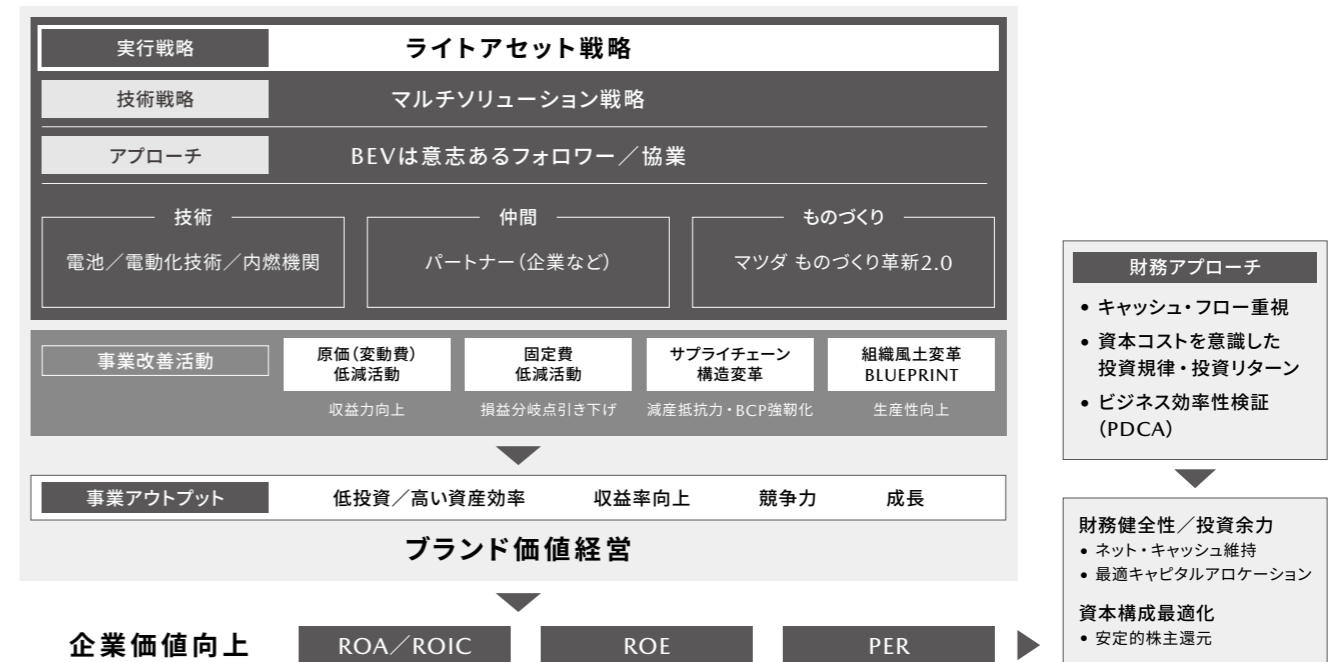 実行戦略
ライトアセット戦略
技術戦略
マルチソリューション戦略
アプローチ
BEVは意志あるフォロワー／協業
技術
電池／電動化技術／内燃機関
仲間
パートナー（企業など）
ものづくり
マツダ ものづくり革新2.0
事業改善活動
原価（変動費）
低減活動
収益力向上
固定費
低減活動
損益分岐点引き下げ
サプライチェーン
構造変革
減産抵抗力・BCP強靭化
組織風土変革
BLUEPRINT
生産性向上
事業アウトプット
低投資／高い資産効率
収益率向上
競争力
成長
ブランド価値経営
企業価値向上
ROA／ROIC
ROE
PER
財務アプローチ
• キャッシュ・フロー重視
• 資本コストを意識した
投資規律・投資リターン
• ビジネス効率性検証
（PDCA）
財務健全性／投資余力
• ネット・キャッシュ維持
• 最適キャピタルアロケーション
資本構成最適化
• 安定的株主還元